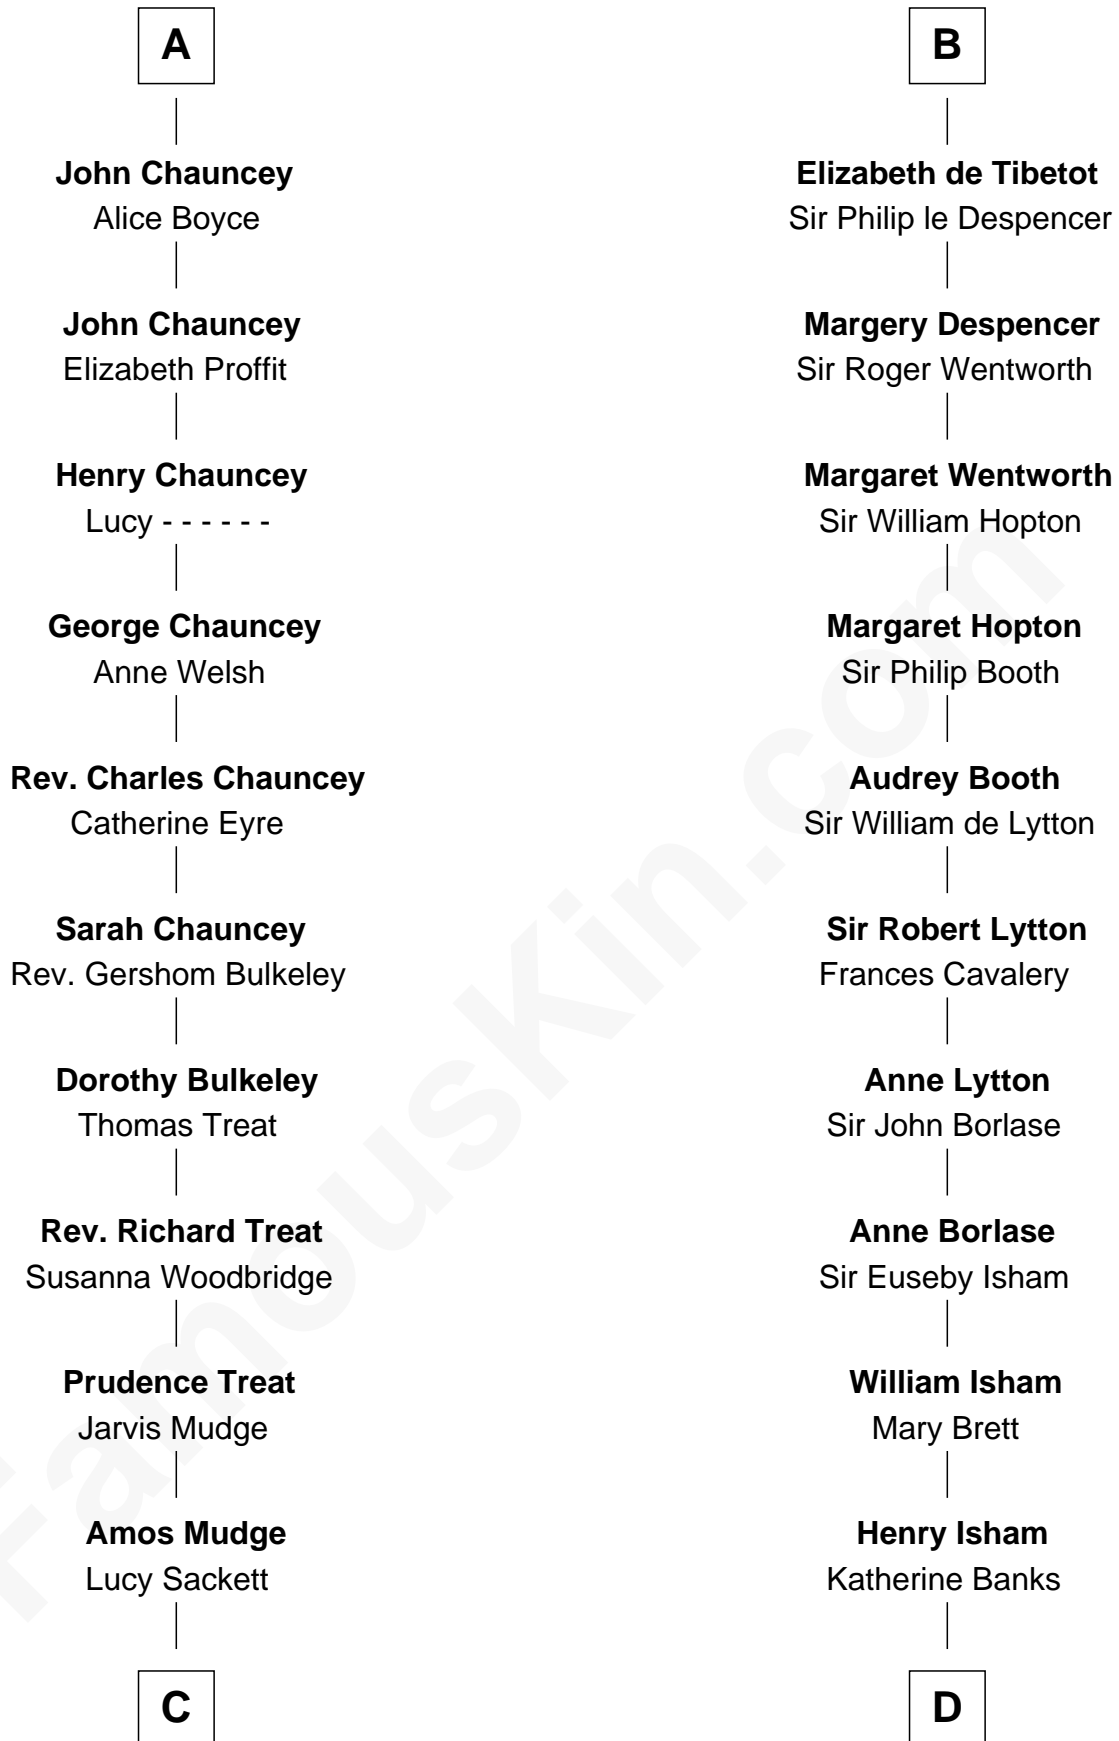 A
John Chauncey
Alice Boyce
John Chauncey
Elizabeth Proffit
Henry Chauncey
Lucy - - - - - -
George Chauncey
Anne Welsh
Rev. Charles Chauncey
Catherine Eyre
Sarah Chauncey
Rev. Gershom Bulkeley
Dorothy Bulkeley
Thomas Treat
Rev. Richard Treat
Susanna Woodbridge
Prudence Treat
Jarvis Mudge
Amos Mudge
Lucy Sackett
C
B
Elizabeth de Tibetot
Sir Philip le Despencer
Margery Despencer
Sir Roger Wentworth
Margaret Wentworth
Sir William Hopton
Margaret Hopton
Sir Philip Booth
Audrey Booth
Sir William de Lytton
Sir Robert Lytton
Frances Cavalery
Anne Lytton
Sir John Borlase
Anne Borlase
Sir Euseby Isham
William Isham
Mary Brett
Henry Isham
Katherine Banks
D
FamousKin.com